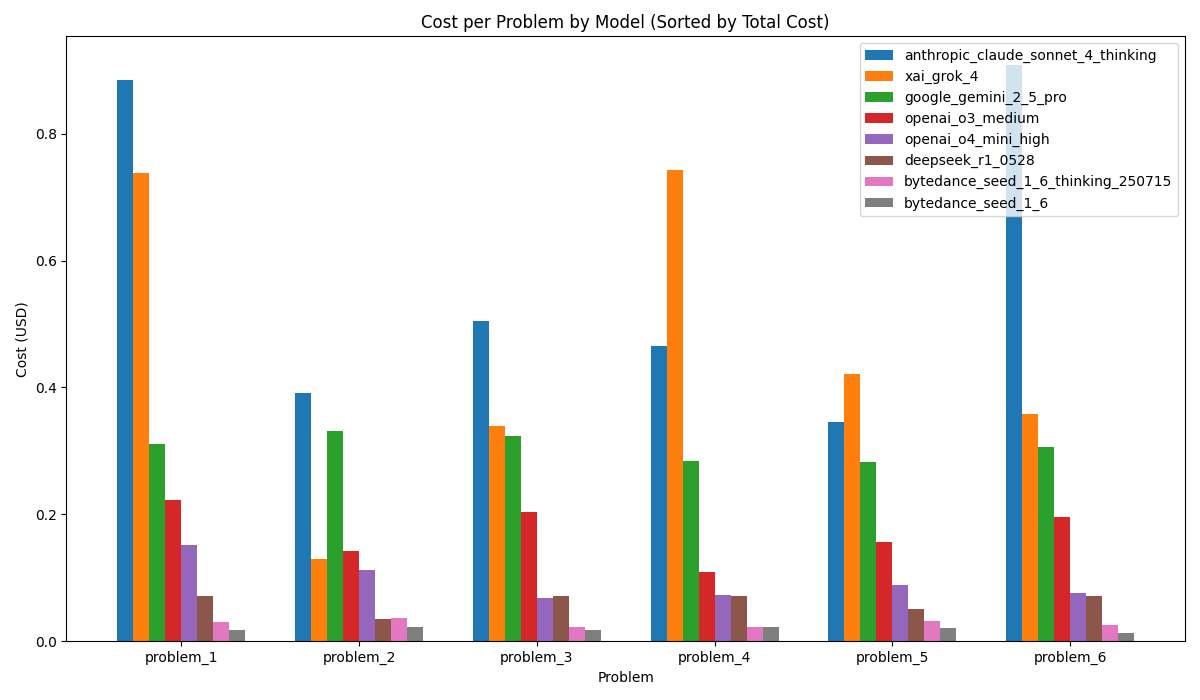 Cost per Problem by Model (Sorted by Total Cost)
anthropic_claude_sonnet_4_thinking
xai_grok_4
google_gemini_2_5_pro
openai_o3_medium
openai_o4_mini_high
deepseek_r1_0528
bytedance_seed_1_6_thinking_250715
bytedance_seed_1_6
Cost (USD)
0.8
0.6
0.4
0.2
0.0
problem_1 problem_2 problem_3 problem_4 problem_5 problem_6
Problem